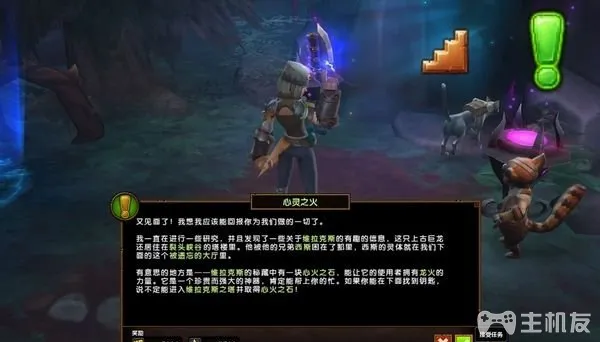 心灵之火
又见面了！我想我应该能回报你为我们做的一切了。
我一直在进行一些研究，并且发现了一些关于维拉克斯的有趣的信息，这只上古巨龙
还居住在裂头峡谷的塔楼里。他被他的兄弟西斯困在了那里，西斯的灵体就在我们下
面的这个被遗忘的大厅里。
有意思的地方是——维拉克斯的秘藏中有一块心火之石，能让它的使用者拥有龙火的
力量。它是一个珍贵而强大的神器，肯定能帮上你的忙。如果你能在下面找到钥匙，
说不定能进入维拉克斯之塔并取得心火之石！
奖励
接受任务
主机友